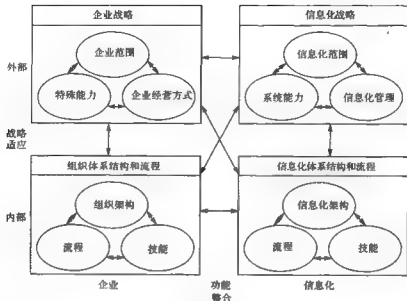 企业战略
信息化战略
企业范围
信息化范围
外部
特殊能力
企业经营方式
系统能力
信息化管理
战略
适应
组织体系结构和流程
信息化体系结构和流程
组织架构
信息化架构
内部
流程
技能
流程
技能
企业
功能
整合
信息化